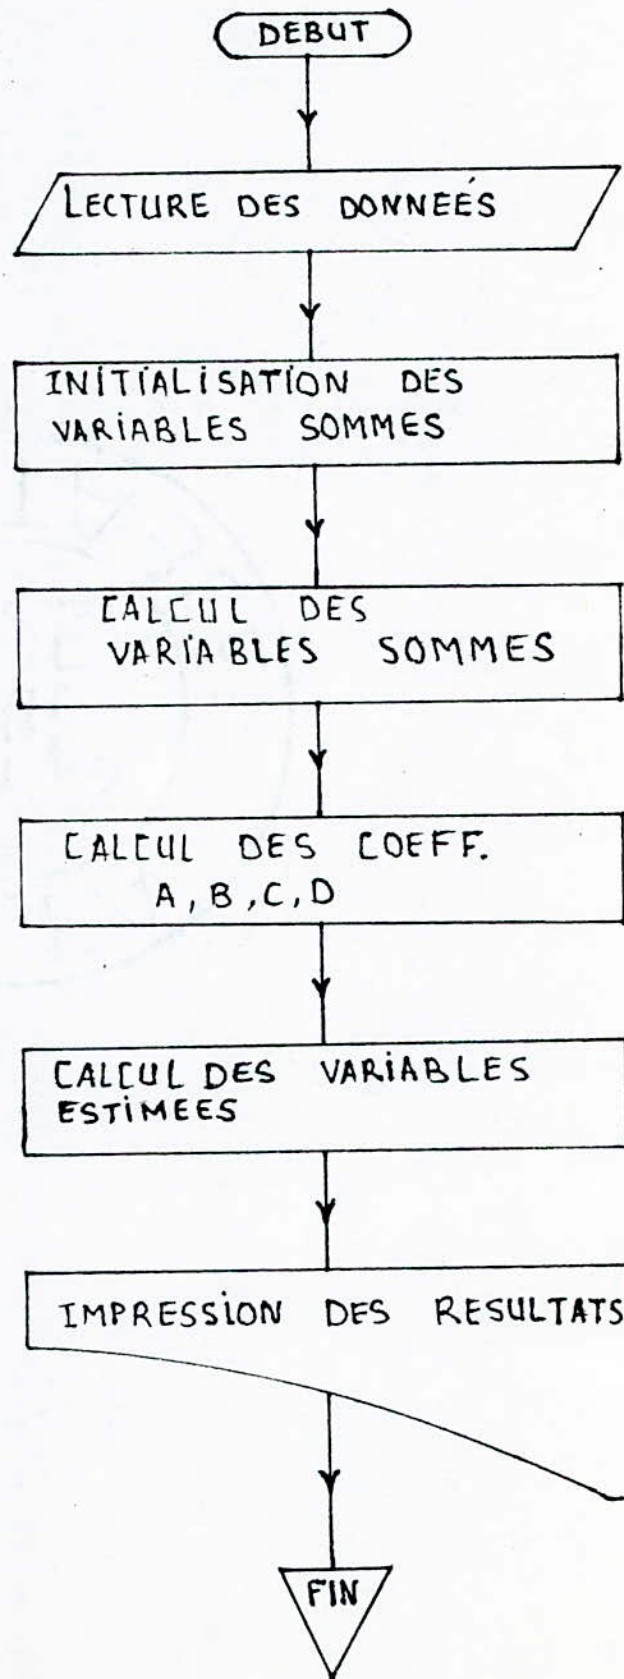 DEBUT
LECTURE DES DONNEÉS
INITIALISATION DES
VARIABLES SOMMES
CALCUL DES
VARIABLES SOMMES
CALCUL DES COEFF.
A, B, C, D
CALCUL DES VARIABLES
ESTIMEES
IMPRESSION DES RESULTATS
FIN